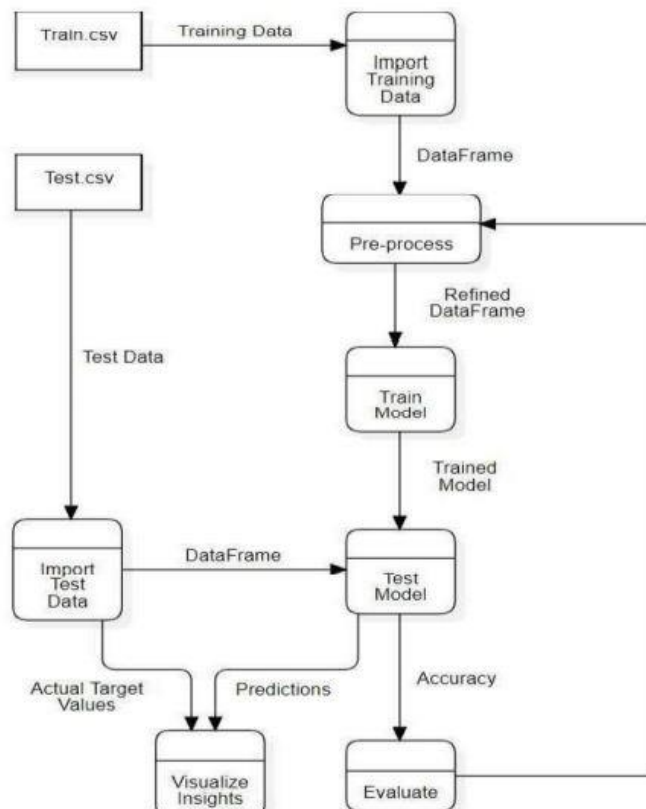 Train.csv
Training Data
Import
Training
Data
DataFrame
Test.csv
Pre-process
Refined
DataFrame
Test Data
Train
Model
Trained
Model
Import
Test
Data
DataFrame
Test
Model
Actual Target
Values
Predictions
Accuracy
Visualize
Insights
Evaluate